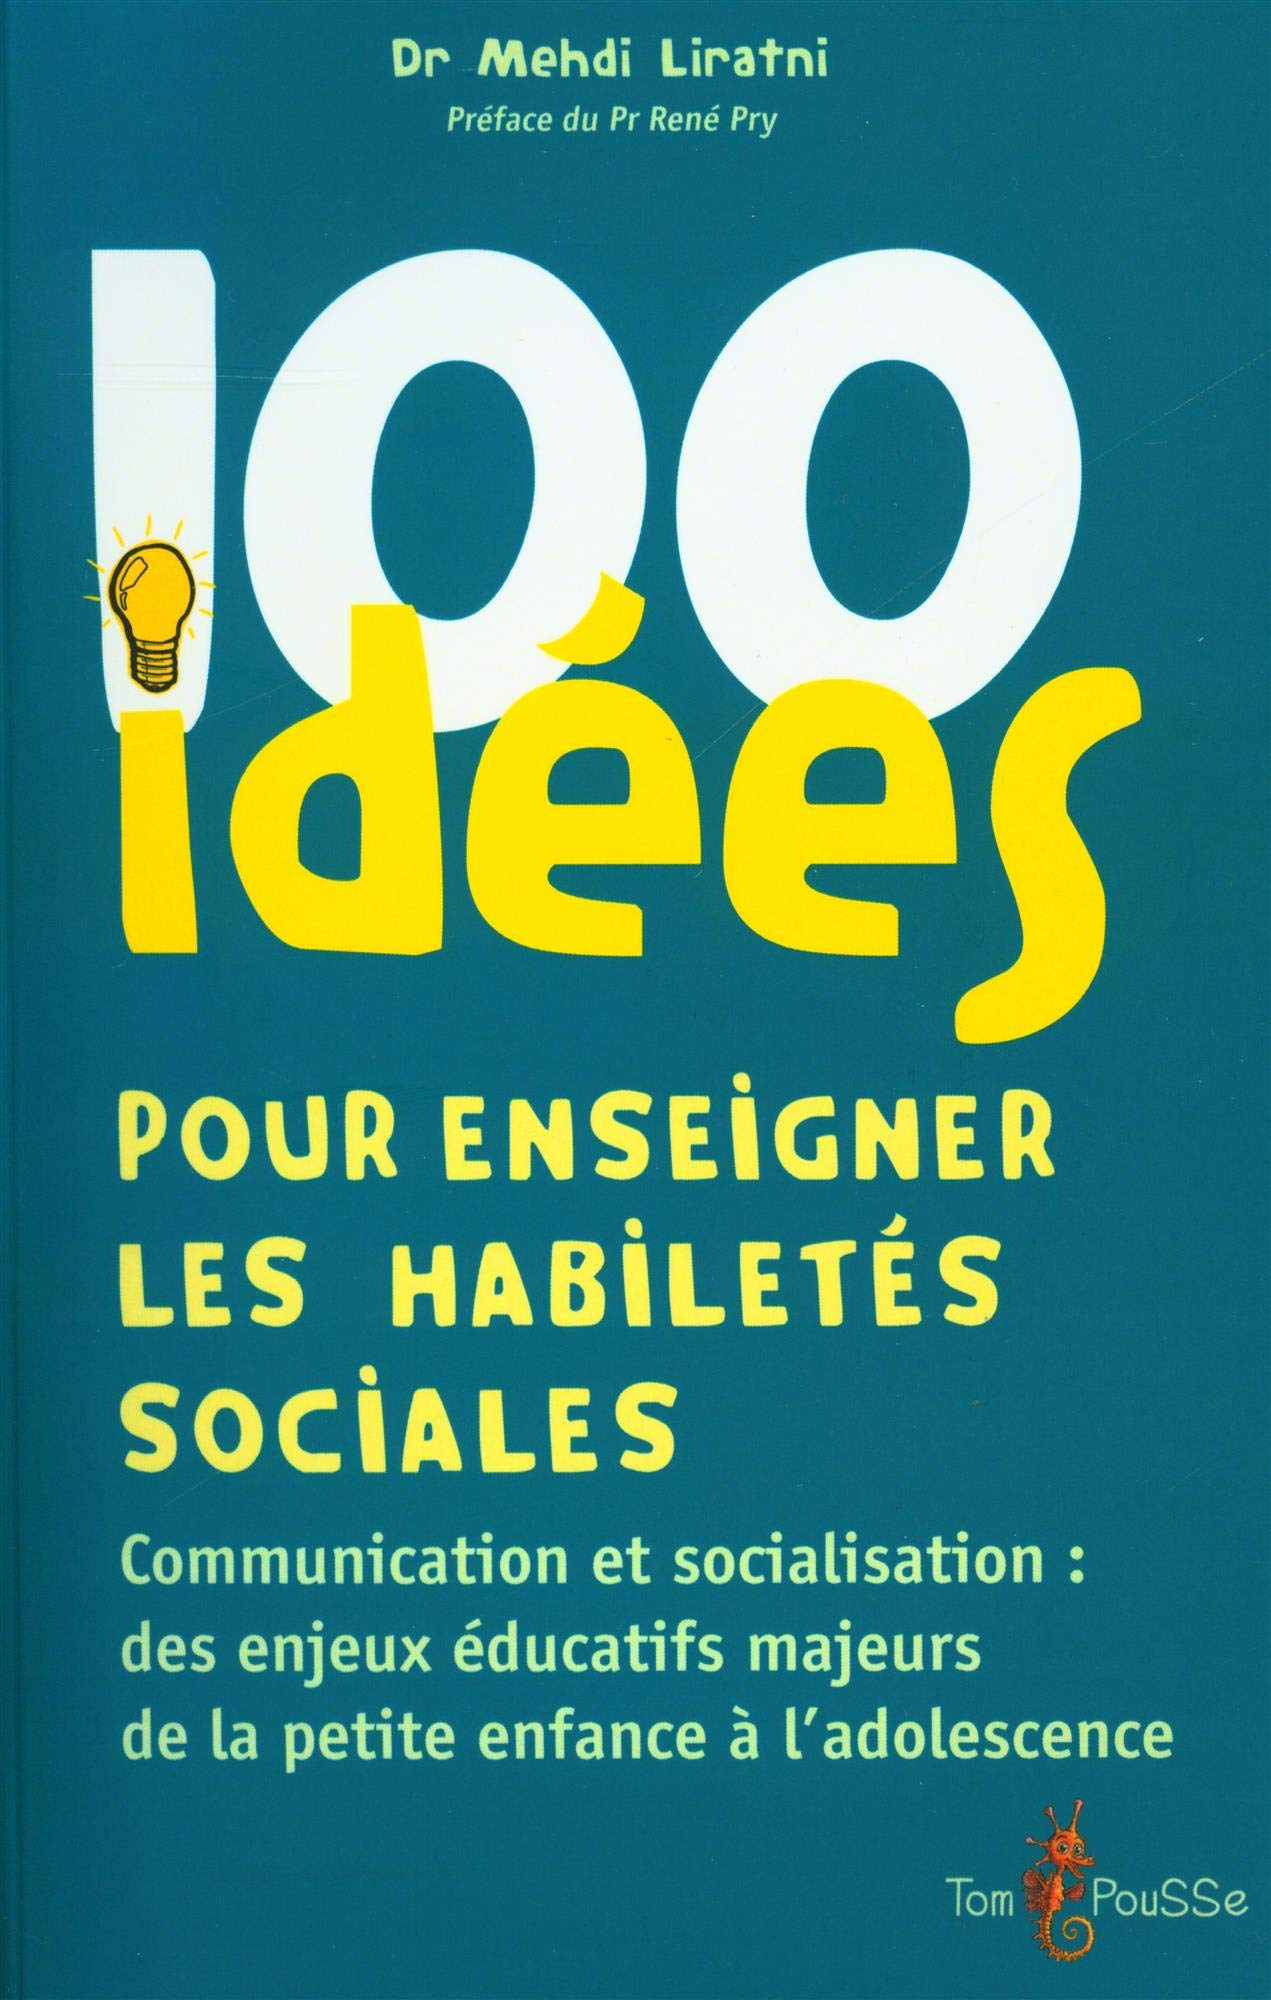 Dr Mehdi Liratni
Préface du Pr René Pry
100
idées
POUR ENSEIGNER
LES HABILETÉS
SOCIALES
Communication et socialisation :
des enjeux éducatifs majeurs
de la petite enfance à l'adolescence
Tom PouSSe